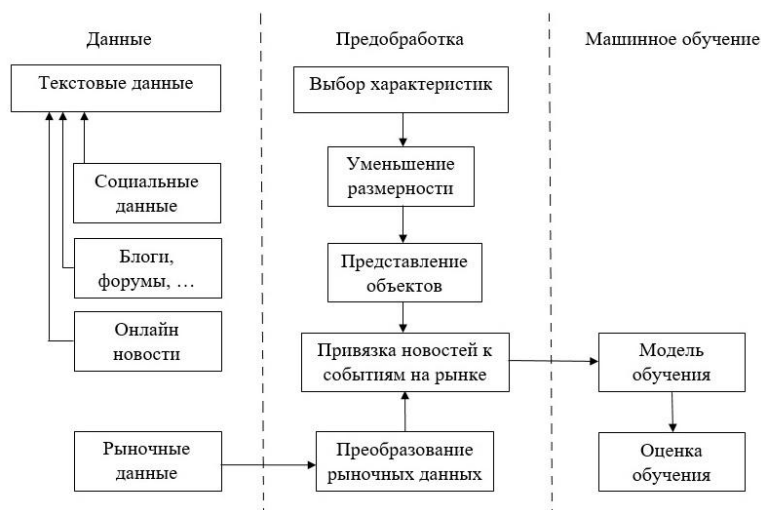 Данные
Текстовые данные
Социальные
данные
Блоги,
форумы, …
Онлайн
новости
Рыночные
данные
Предобработка
Выбор характеристик
Уменьшение
размерности
Представление
объектов
Привязка новостей к
событиям на рынке
Преобразование
рыночных данных
Машинное обучение
Модель
обучения
Оценка
обучения